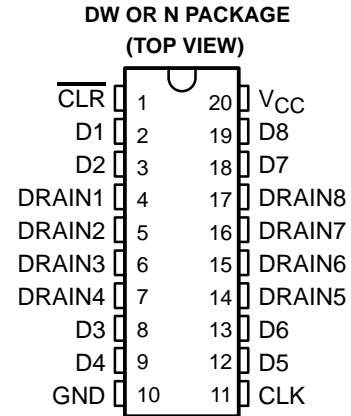 DW OR N PACKAGE
(TOP VIEW)
CLR 1 20 VCC
D1 2 19 D8
D2 3 18 D7
DRAIN1 4 17 DRAIN8
DRAIN2 5 16 DRAIN7
DRAIN3 6 15 DRAIN6
DRAIN4 7 14 DRAIN5
D3 8 13 D6
D4 9 12 D5
GND 10 11 CLK